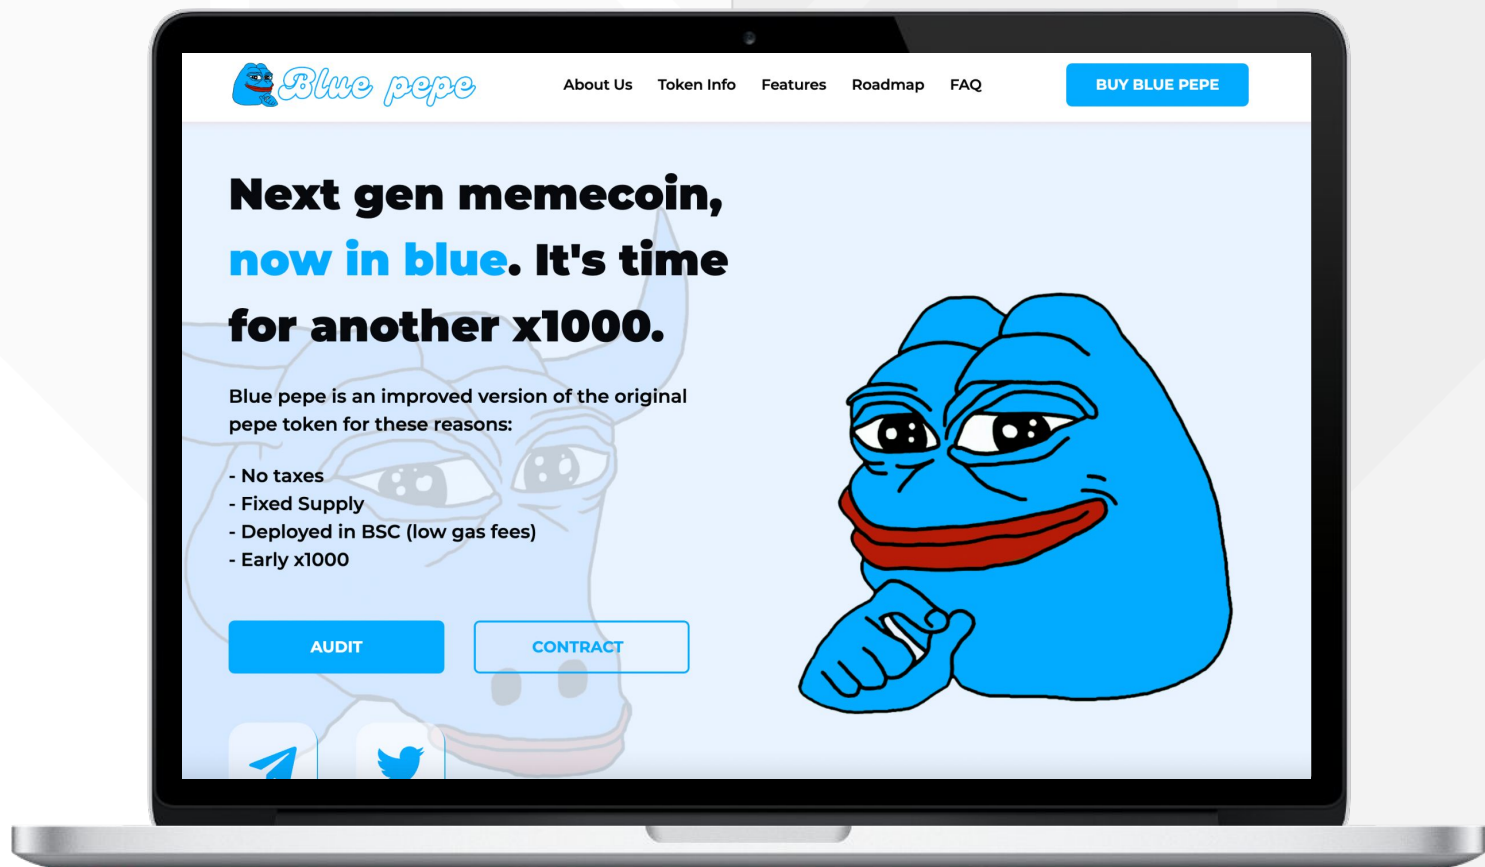 Blue pepe
About Us
Token Info
Features
Roadmap
FAQ
BUY BLUE PEPE
Next gen memecoin,
now in blue. It's time
for another x1000.
Blue pepe is an improved version of the original
pepe token for these reasons:
- No taxes
- Fixed Supply
- Deployed in BSC (low gas fees)
- Early x1000
AUDIT
CONTRACT